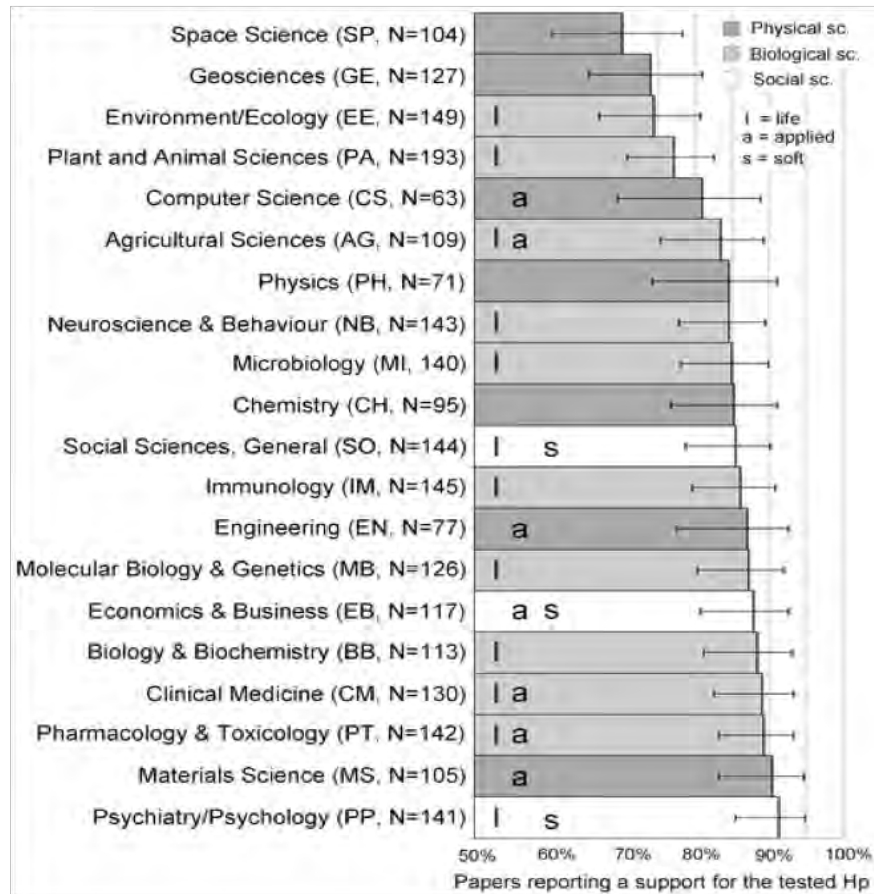 Space Science (SP, N=104)
Physical sc.
Geosciences (GE, N=127)
Biological sc.
Social sc.
Environment/Ecology (EE, N=149) l
l = life
a = applied
s = soft
Plant and Animal Sciences (PA, N=193) l
Computer Science (CS, N=63) a
Agricultural Sciences (AG, N=109) l a
Physics (PH, N=71)
Neuroscience & Behaviour (NB, N=143) l
Microbiology (MI, 140) l
Chemistry (CH, N=95)
Social Sciences, General (SO, N=144) l s
Immunology (IM, N=145) l
Engineering (EN, N=77) a
Molecular Biology & Genetics (MB, N=126) l
Economics & Business (EB, N=117) a s
Biology & Biochemistry (BB, N=113) l
Clinical Medicine (CM, N=130) l a
Pharmacology & Toxicology (PT, N=142) l a
Materials Science (MS, N=105) a
Psychiatry/Psychology (PP, N=141) l s
50% 60% 70% 80% 90% 100%
Papers reporting a support for the tested Hp